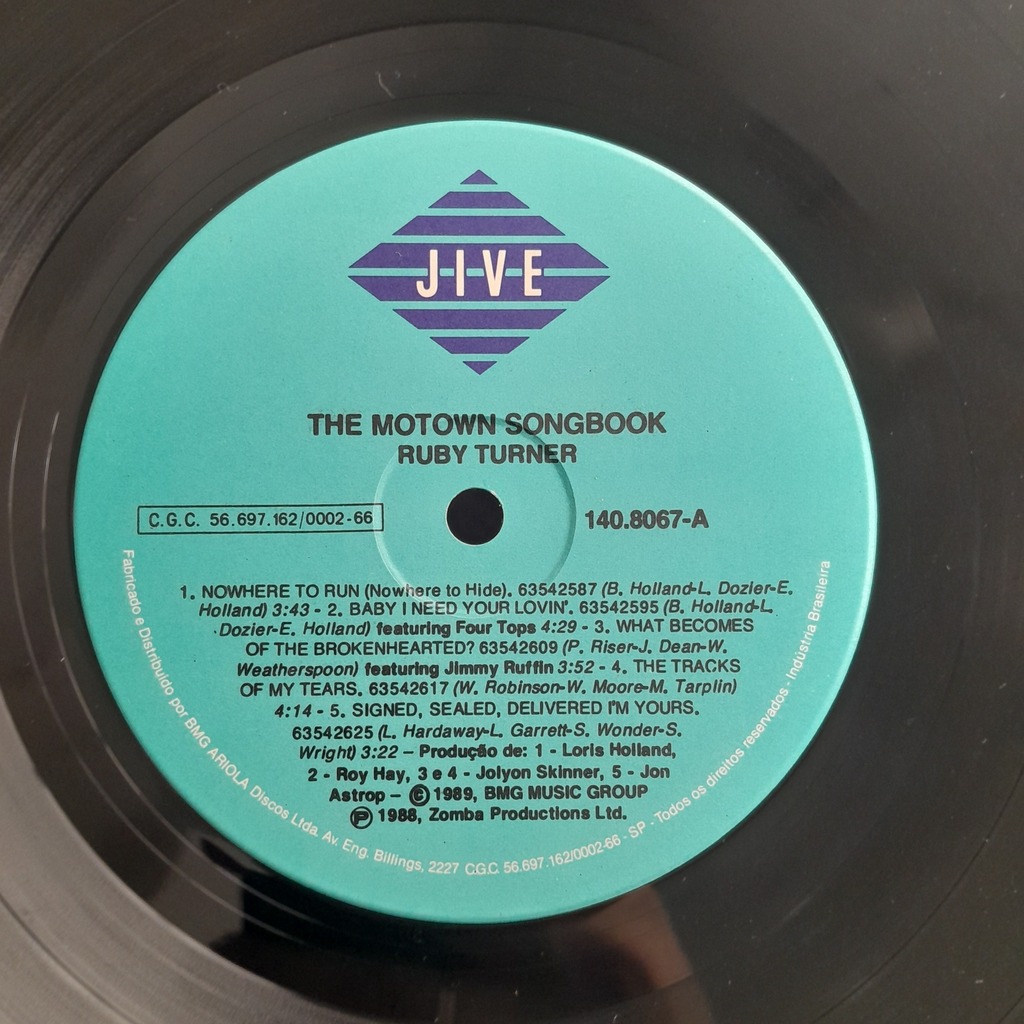 JIVE
THE MOTOWN SONGBOOK
RUBY TURNER
C.G.C. 56.697.162/0002-66
140.8067-A
1. NOWHERE TO RUN (Nowhere to Hide). 63542587 (B. Holland-L. Dozier-E.
Holland) 3:43 - 2. BABY I NEED YOUR LOVIN'. 63542595 (B. Holland-L.
Dozier-E. Holland) featuring Four Tops 4:29 - 3. WHAT BECOMES
OF THE BROKENHEARTED? 63542609 (P. Riser-J. Dean-W.
Weatherspoon) featuring Jimmy Ruffin 3:52 - 4. THE TRACKS
OF MY TEARS. 63542617 (W. Robinson-W. Moore-M. Tarplin)
4:14 - 5. SIGNED, SEALED, DELIVERED I'M YOURS.
63542625 (L. Hardaway-L. Garrett-S. Wonder-S.
Wright) 3:22 – Produção de: 1 - Loris Holland,
2 - Roy Hay, 3 e 4 - Jolyon Skinner, 5 - Jon
Astrop – © 1989, BMG MUSIC GROUP
℗ 1988, Zomba Productions Ltd.
Fabricado e Distribuído por BMG ARIOLA Discos Ltda. Av. Eng. Billings, 2227 C.G.C. 56.697.162/0002-66 - SP - Todos os direitos reservados - Indústria Brasileira